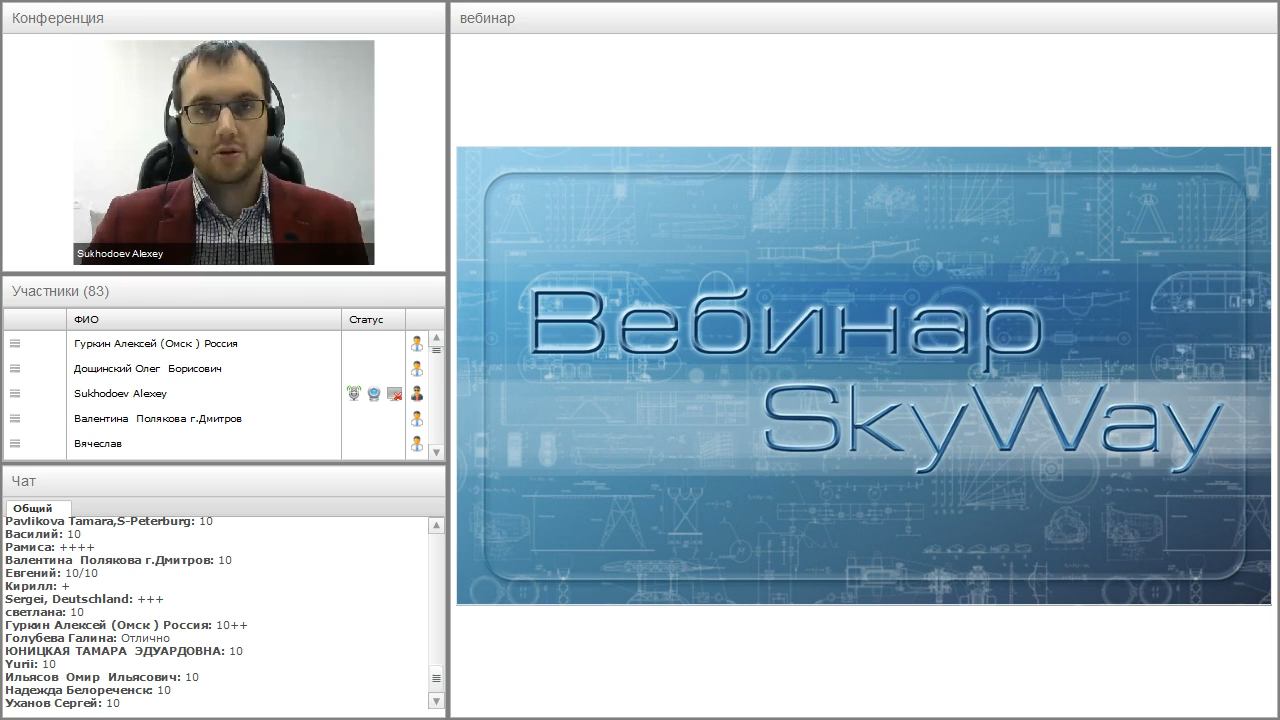 Конференция
Sukhodoev Alexey
Участники (83)
ФИО Статус
Гуркин Алексей (Омск ) Россия
Дощинский Олег Борисович
Sukhodoev Alexey
Валентина Полякова г.Дмитров
Вячеслав
Чат
Общий
Pavlikova Tamara,S-Peterburg: 10
Василий: 10
Рамиса: ++++
Валентина Полякова г.Дмитров: 10
Евгений: 10/10
Кирилл: +
Sergei, Deutschland: +++
светлана: 10
Гуркин Алексей (Омск ) Россия: 10++
Голубева Галина: Отлично
ЮНИЦКАЯ ТАМАРА ЭДУАРДОВНА: 10
Yurii: 10
Ильясов Омир Ильясович: 10
Надежда Белореченск: 10
Уханов Сергей: 10
вебинар
Вебинар
SkyWay